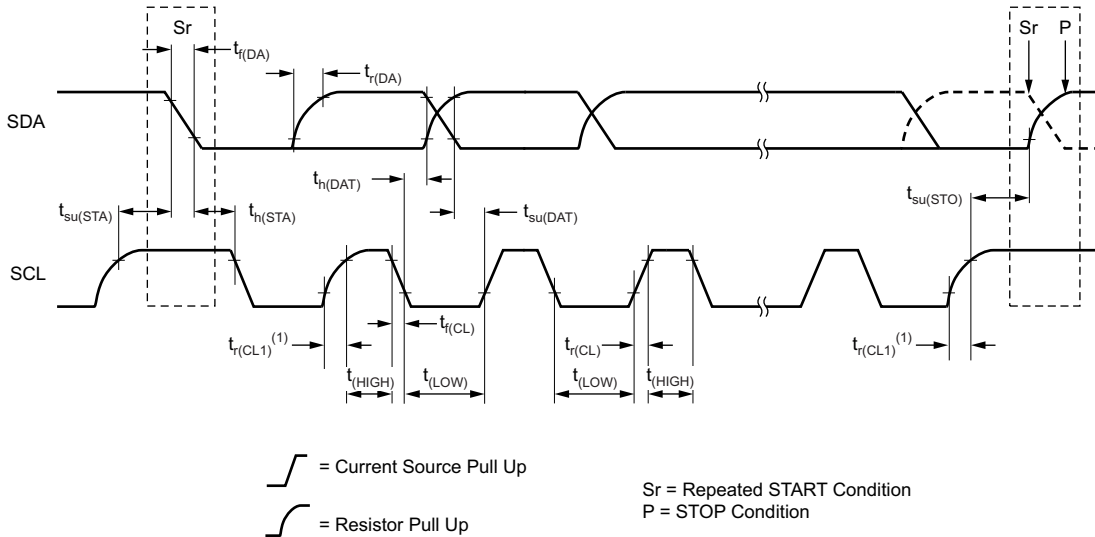 Sr
Sr P
t_f(DA)
t_r(DA)
SDA
t_h(DAT)
t_su(STA)
t_h(STA)
t_su(DAT)
t_su(STO)
SCL
t_f(CL)
t_r(CL1)^(1)
t_r(CL)
t_r(CL1)^(1)
t_(HIGH)
t_(LOW)
t_(LOW)
t_(HIGH)
= Current Source Pull Up
= Resistor Pull Up
Sr = Repeated START Condition
P = STOP Condition